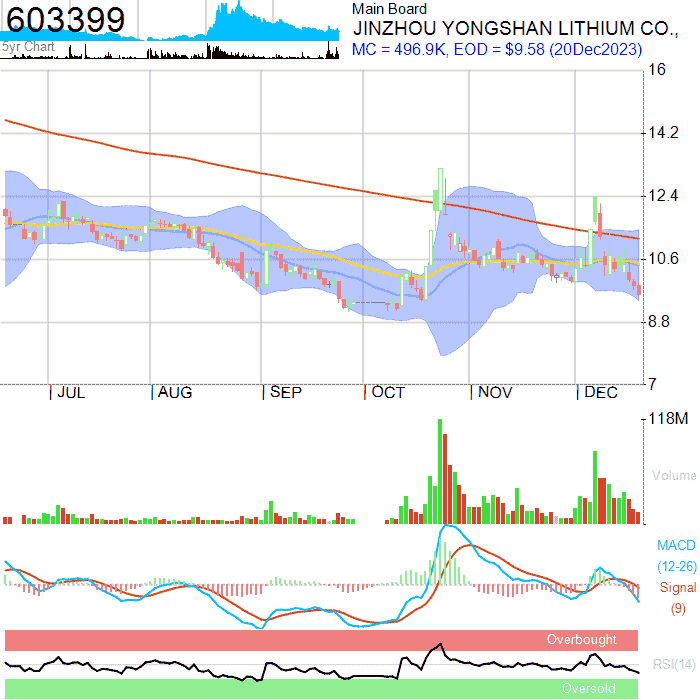 603399
5yr Chart
Main Board
JINZHOU YONGSHAN LITHIUM CO.,
MC = 496.9K, EOD = $9.58 (20Dec2023)
16
14.2
12.4
10.6
8.8
7
JUL AUG SEP OCT NOV DEC
118M
Volume
MACD
(12-26)
Signal
(9)
Overbought
RSI(14)
Oversold